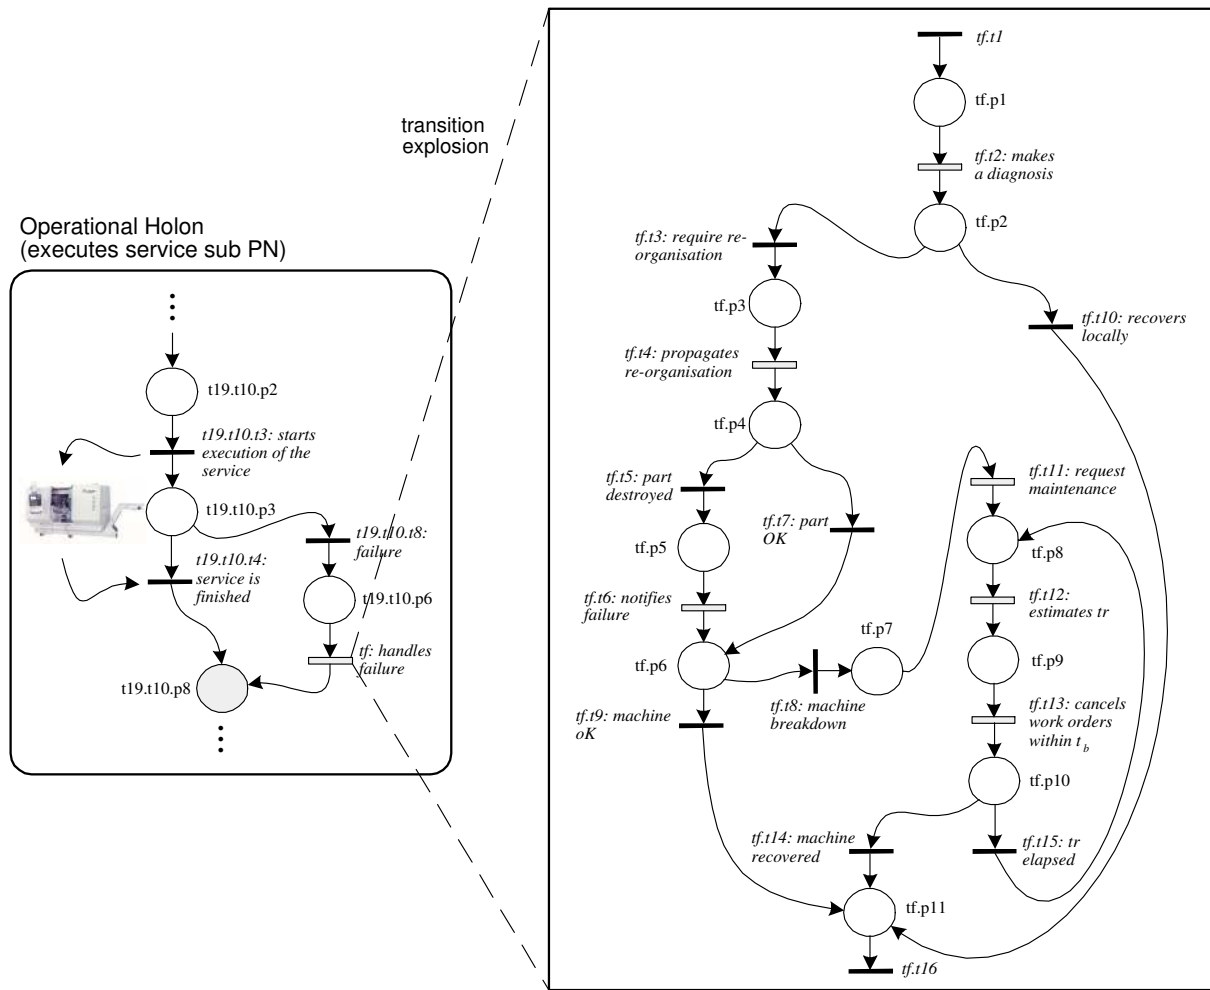 transition
explosion
Operational Holon
(executes service sub PN)
t19.t10.p2
t19.t10.t3: starts
execution of the
service
t19.t10.p3
t19.t10.t8:
failure
t19.t10.t4:
service is
finished
t19.t10.p6
tf: handles
failure
t19.t10.p8
tf.t1
tf.p1
tf.t2: makes
a diagnosis
tf.p2
tf.t3: require re-
organisation
tf.p3
tf.t10: recovers
locally
tf.t4: propagates
re-organisation
tf.p4
tf.t5: part
destroyed
tf.t7: part
OK
tf.t11: request
maintenance
tf.p5
tf.p8
tf.t6: notifies
failure
tf.t12:
estimates tr
tf.p7
tf.p6
tf.p9
tf.t8: machine
breakdown
tf.t9: machine
oK
tf.t13: cancels
work orders
within t b
tf.p10
tf.t14: machine
recovered
tf.t15: tr
elapsed
tf.p11
tf.t16